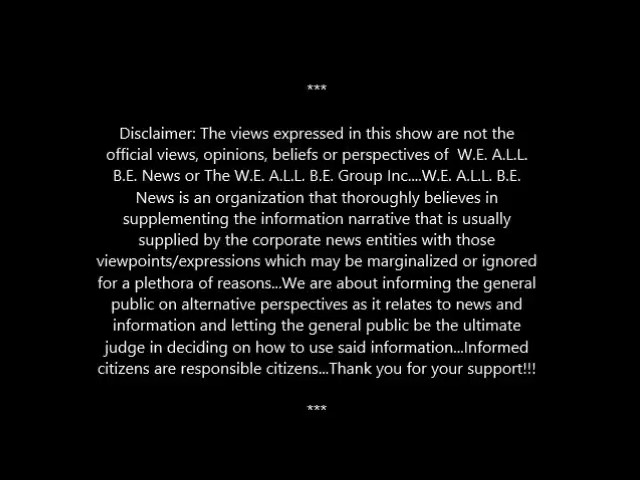 ***
Disclaimer: The views expressed in this show are not the
official views, opinions, beliefs or perspectives of  W.E. A.L.L.
B.E. News or The W.E. A.L.L. B.E. Group Inc....W.E. A.L.L. B.E.
News is an organization that thoroughly believes in
supplementing the information narrative that is usually
supplied by the corporate news entities with those
viewpoints/expressions which may be marginalized or ignored
for a plethora of reasons...We are about informing the general
public on alternative perspectives as it relates to news and
information and letting the general public be the ultimate
judge in deciding on how to use said information...Informed
citizens are responsible citizens...Thank you for your support!!!
***